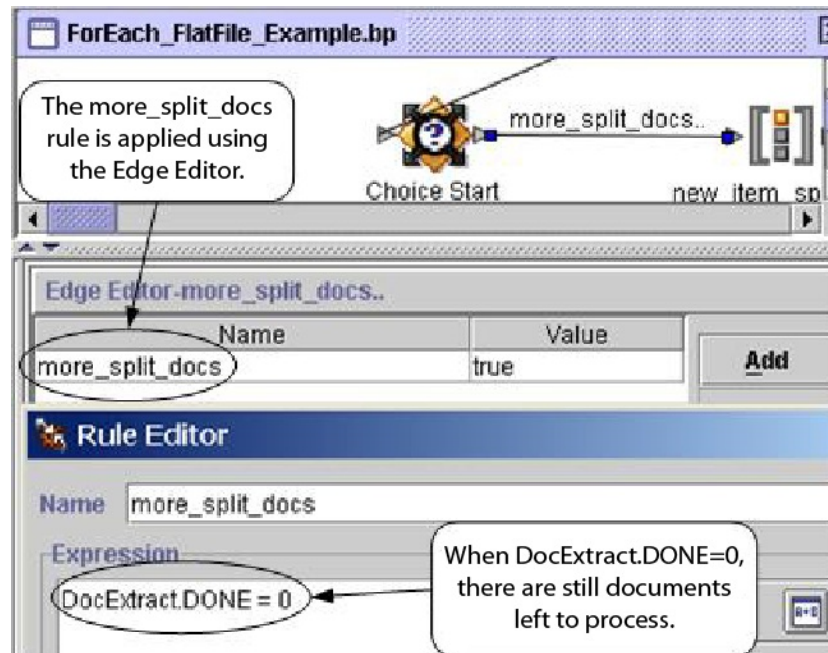 ForEach_FlatFile_Example.bp
The more_split_docs
rule is applied using
the Edge Editor.
more_split_docs..
Choice Start
new_item_sp
Edge Editor-more_split_docs..
Name Value
more_split_docs true
Add
Rule Editor
Name more_split_docs
Expression
DocExtract.DONE = 0
When DocExtract.DONE=0,
there are still documents
left to process.